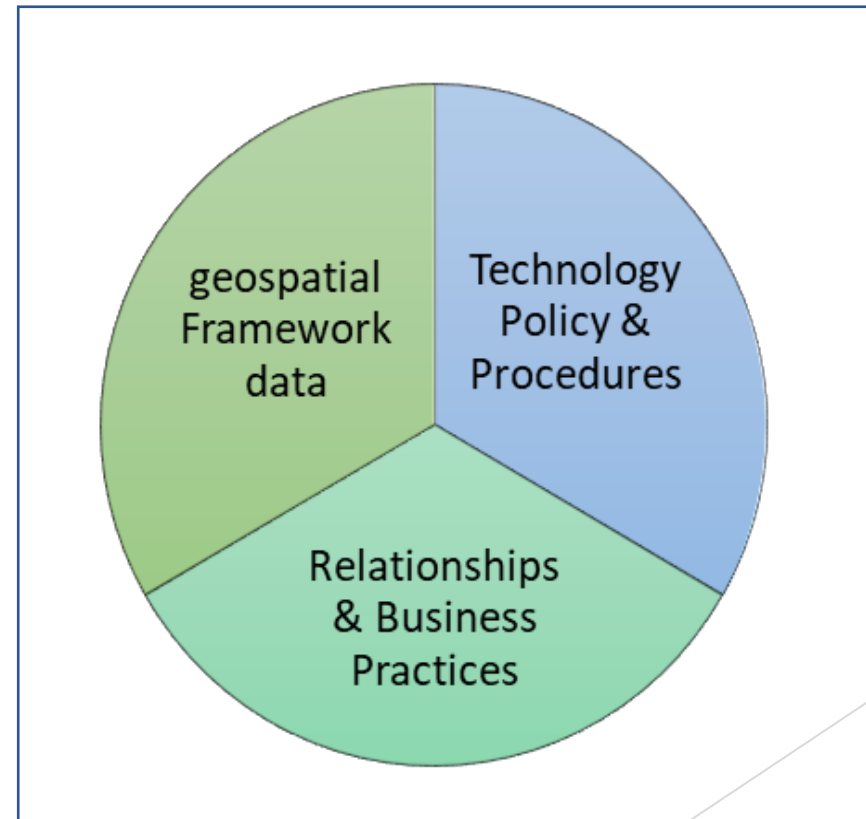 geospatial
Framework
data
Technology
Policy &
Procedures
Relationships
& Business
Practices